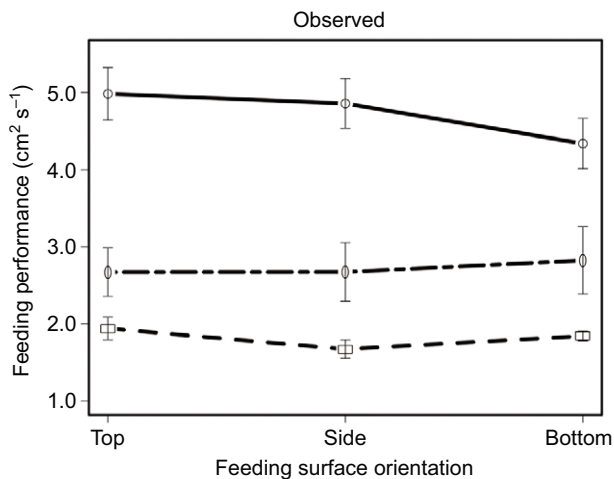 Observed
Feeding performance (cm² s⁻¹)
5.0
4.0
3.0
2.0
1.0
Top Side Bottom
Feeding surface orientation